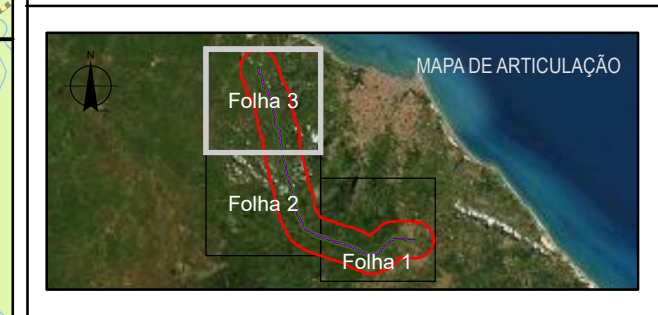 N
MAPA DE ARTICULAÇÃO
Folha 3
Folha 2
Folha 1